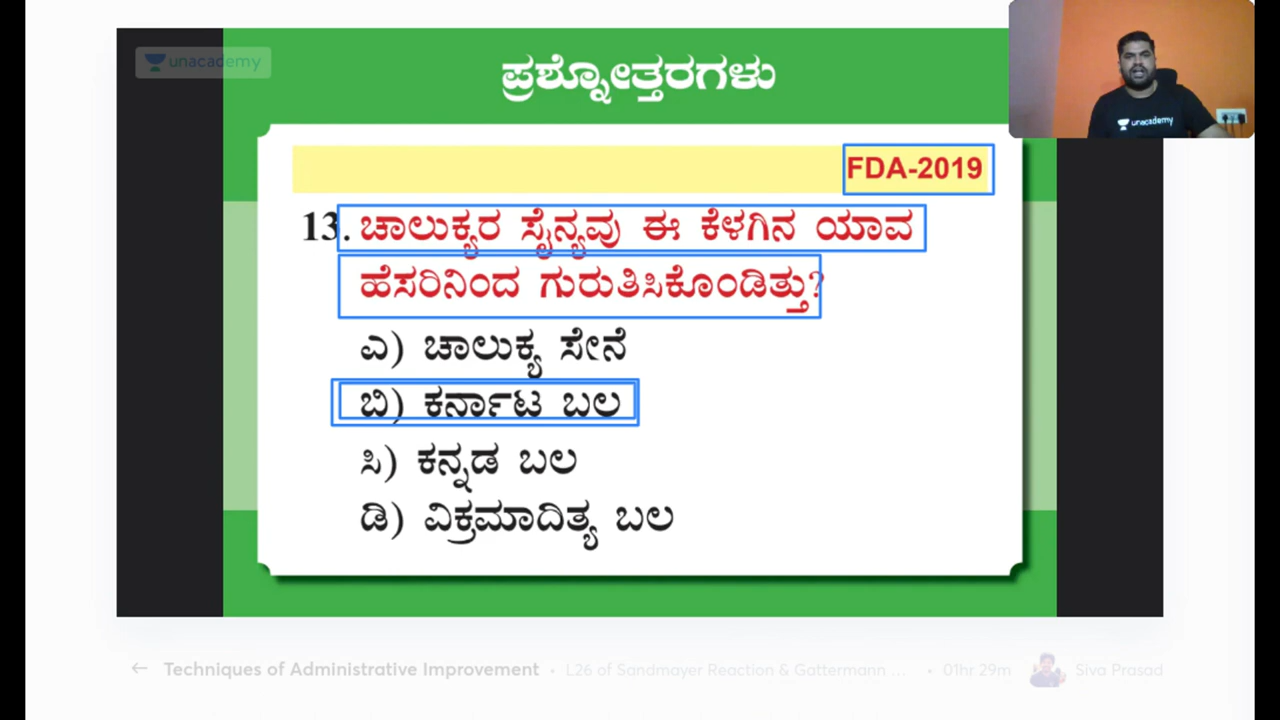 unacademy
ಪ್ರಶ್ನೋತ್ತರಗಳು
unacademy
FDA-2019
13. ಚಾಲುಕ್ಯರ ಸೈನ್ಯವು ಈ ಕೆಳಗಿನ ಯಾವ
ಹೆಸರಿನಿಂದ ಗುರುತಿಸಿಕೊಂಡಿತ್ತು?
ಎ) ಚಾಲುಕ್ಯ ಸೇನೆ
ಬಿ) ಕರ್ನಾಟ ಬಲ
ಸಿ) ಕನ್ನಡ ಬಲ
ಡಿ) ವಿಕ್ರಮಾದಿತ್ಯ ಬಲ
← Techniques of Administrative Improvement • L26 of Sandmayer Reaction & Gattermann ... • 01hr 29m Siva Prasad